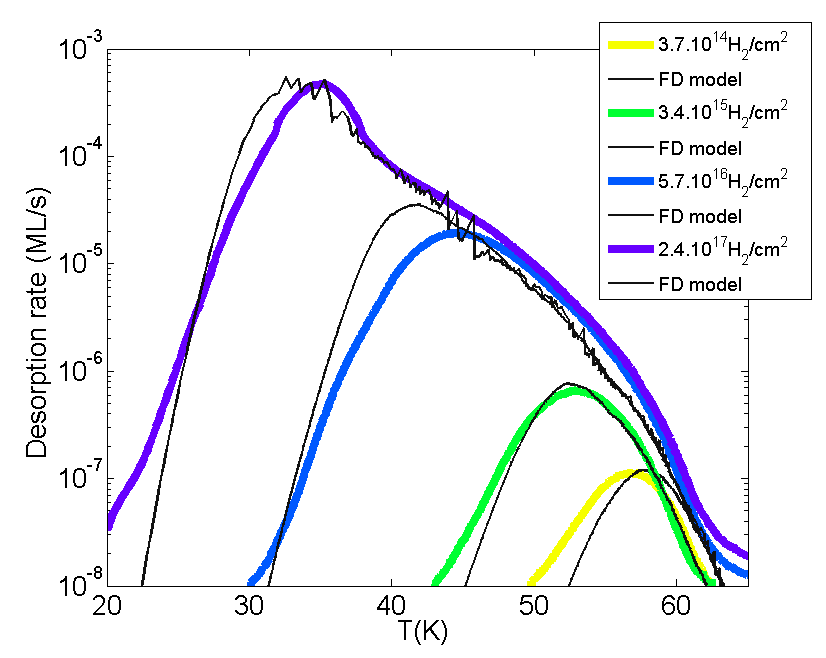 10⁻³
10⁻⁴
10⁻⁵
10⁻⁶
10⁻⁷
10⁻⁸
Desorption rate (ML/s)
20 30 40 50 60
T(K)
3.7.10¹⁴H₂/cm²
FD model
3.4.10¹⁵H₂/cm²
FD model
5.7.10¹⁶H₂/cm²
FD model
2.4.10¹⁷H₂/cm²
FD model